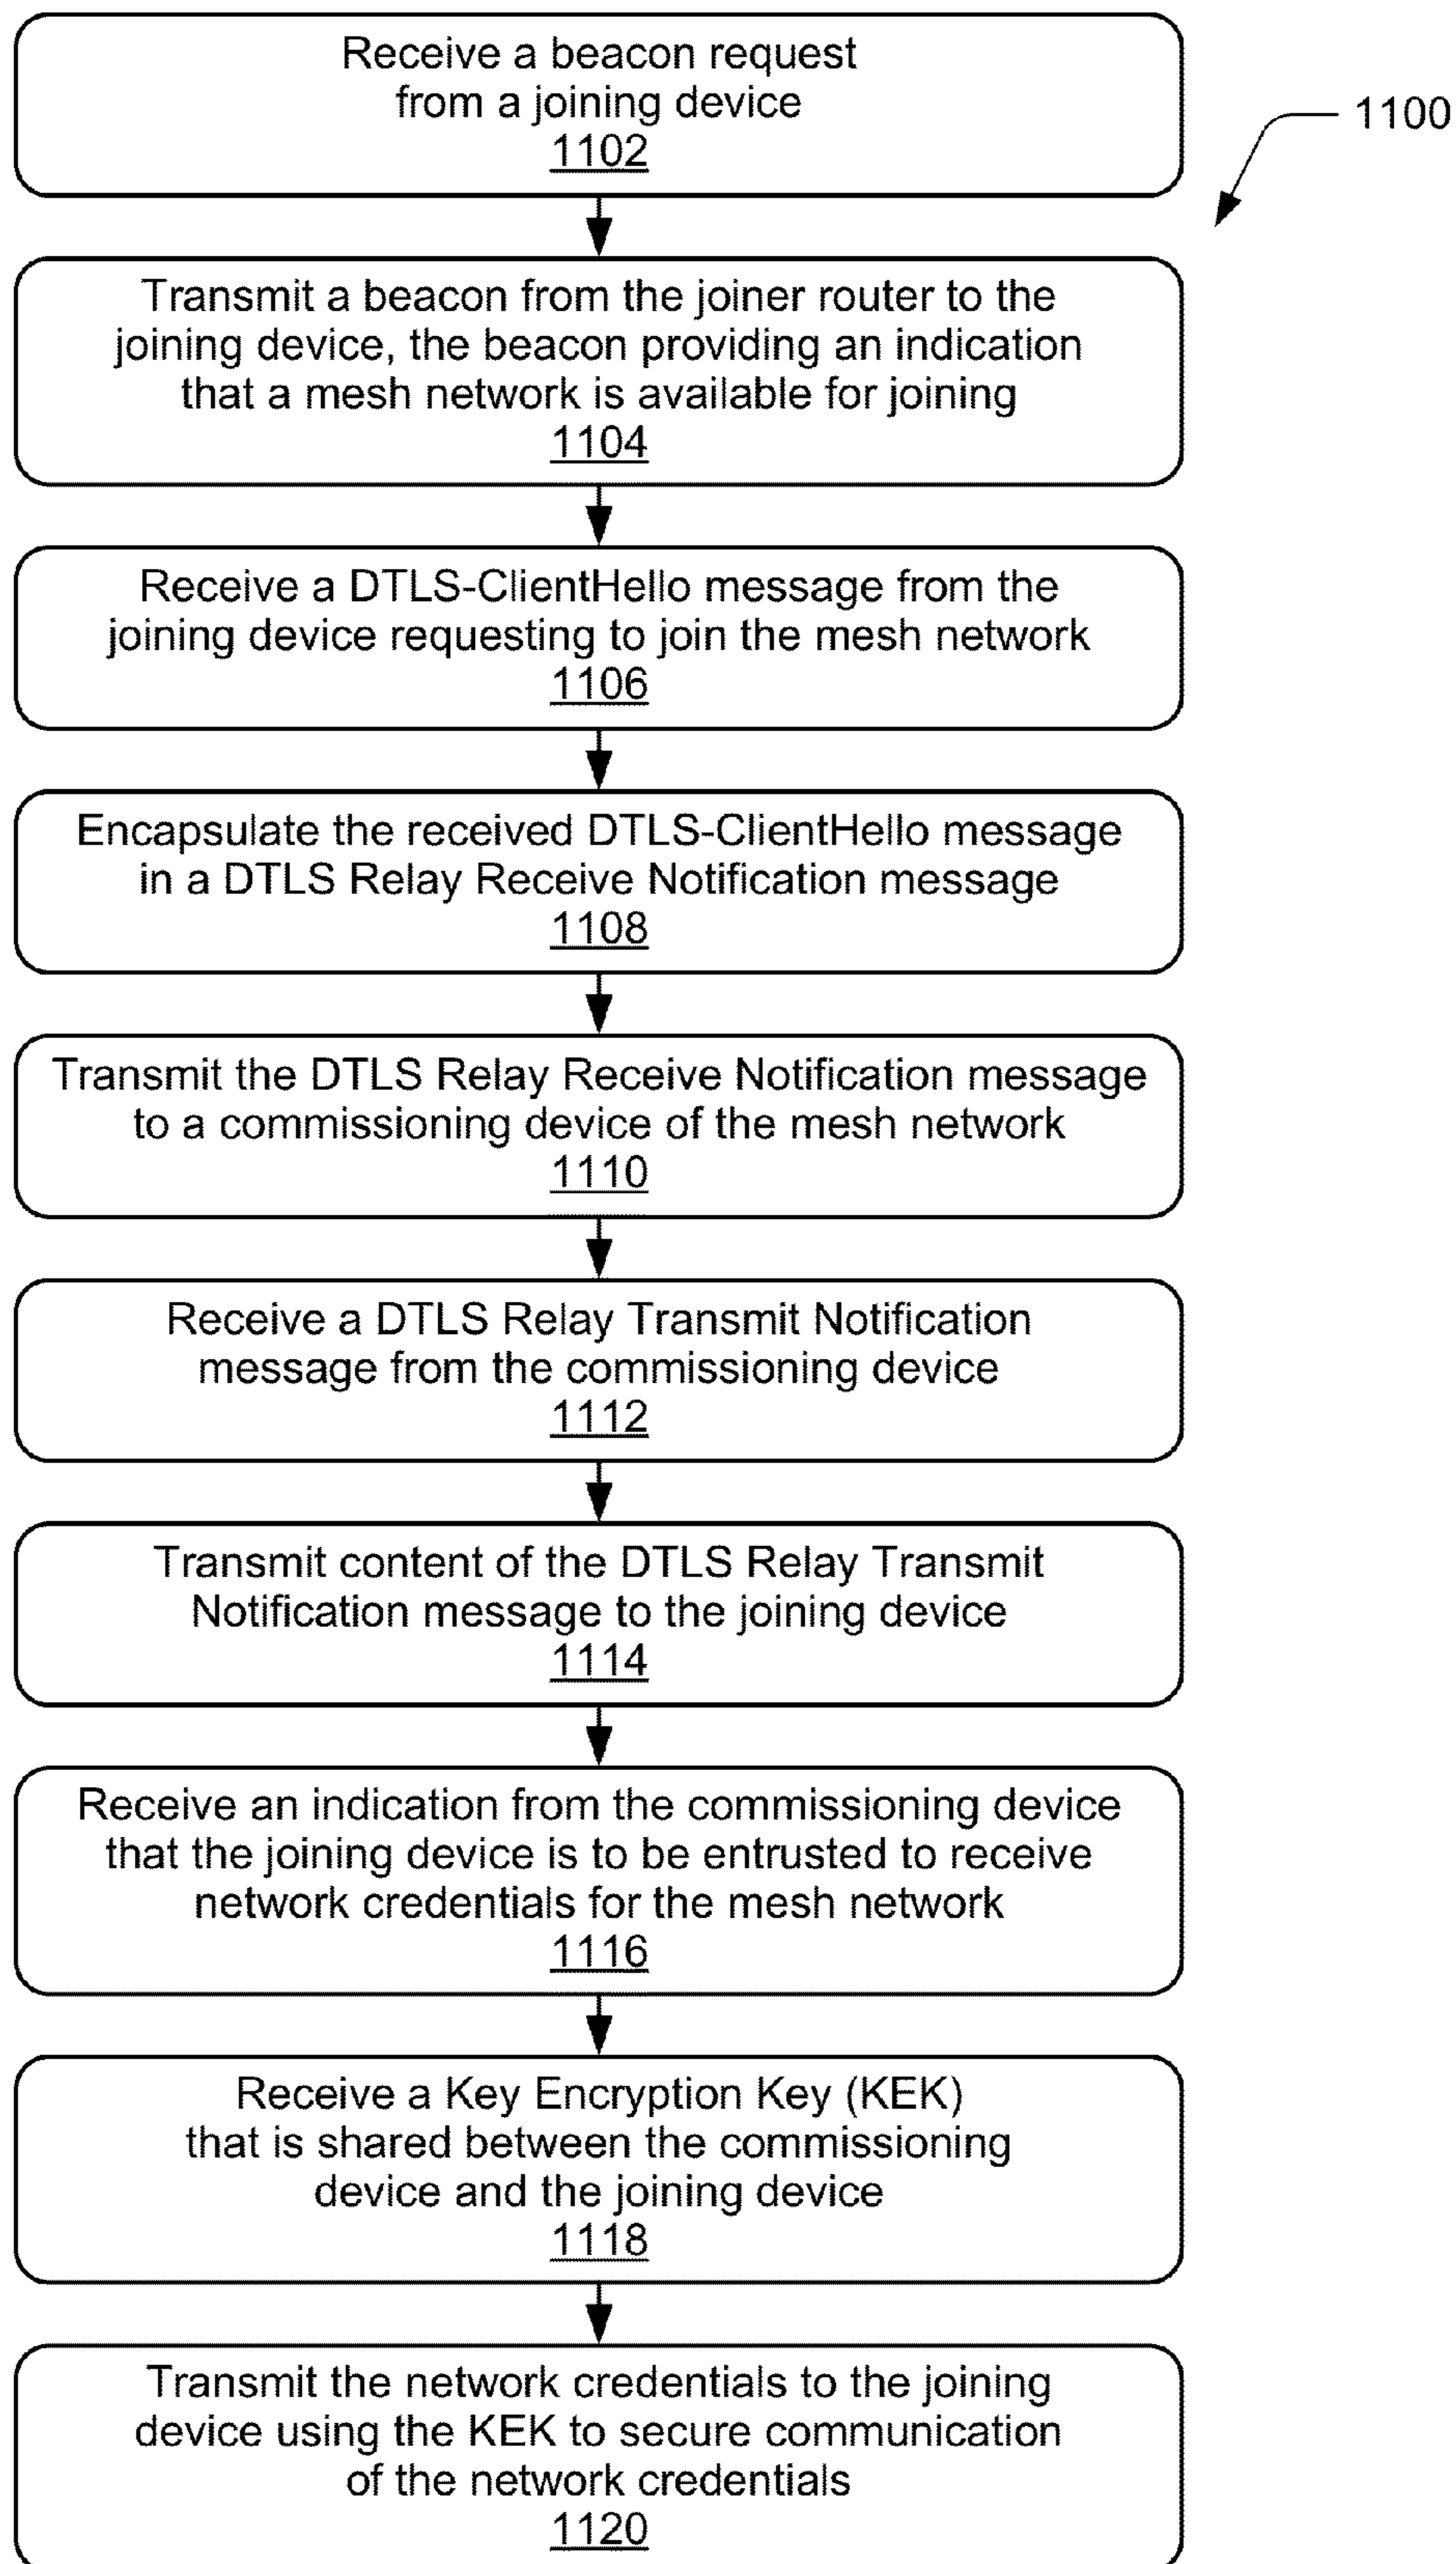 Receive a beacon request
from a joining device
1102
1100
Transmit a beacon from the joiner router to the
joining device, the beacon providing an indication
that a mesh network is available for joining
1104
Receive a DTLS-ClientHello message from the
joining device requesting to join the mesh network
1106
Encapsulate the received DTLS-ClientHello message
in a DTLS Relay Receive Notification message
1108
Transmit the DTLS Relay Receive Notification message
to a commissioning device of the mesh network
1110
Receive a DTLS Relay Transmit Notification
message from the commissioning device
1112
Transmit content of the DTLS Relay Transmit
Notification message to the joining device
1114
Receive an indication from the commissioning device
that the joining device is to be entrusted to receive
network credentials for the mesh network
1116
Receive a Key Encryption Key (KEK)
that is shared between the commissioning
device and the joining device
1118
Transmit the network credentials to the joining
device using the KEK to secure communication
of the network credentials
1120